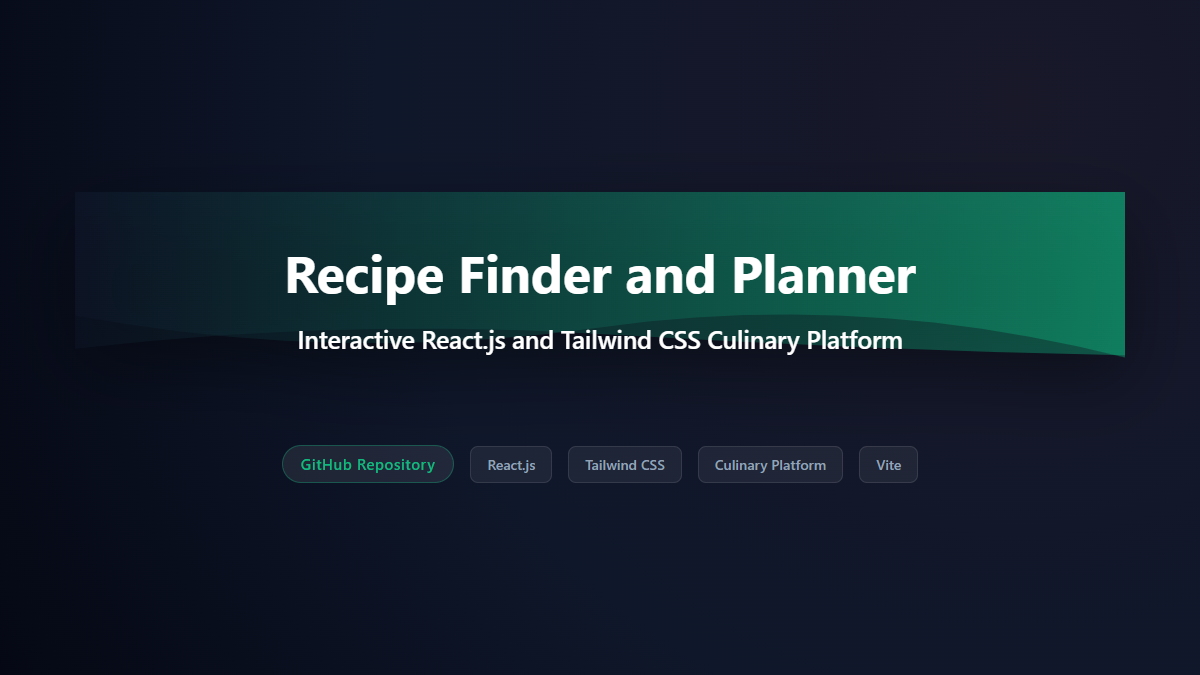 Recipe Finder and Planner
Interactive React.js and Tailwind CSS Culinary Platform
GitHub Repository React.js Tailwind CSS Culinary Platform Vite